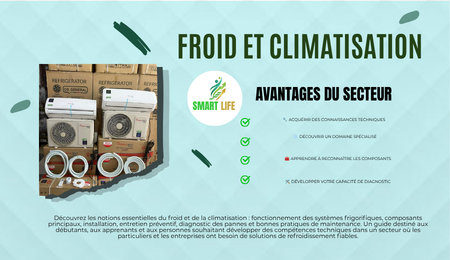 FROID ET CLIMATISATION
SMART LIFE
AVANTAGES DU SECTEUR
🔧 ACQUÉRIR DES CONNAISSANCES TECHNIQUES
DÉCOUVRIR UN DOMAINE SPÉCIALISÉ
🧰 APPRENDRE À RECONNAÎTRE LES COMPOSANTS
🛠 DÉVELOPPER VOTRE CAPACITÉ DE DIAGNOSTIC
REFRIGERATOR
REFRIGERATOR
Découvrez les notions essentielles du froid et de la climatisation : fonctionnement des systèmes frigorifiques, composants
principaux, installation, entretien préventif, diagnostic des pannes et bonnes pratiques de maintenance. Un guide destiné aux
débutants, aux apprenants et aux personnes souhaitant développer des compétences techniques dans un secteur où les
particuliers et les entreprises ont besoin de solutions de refroidissement fiables.